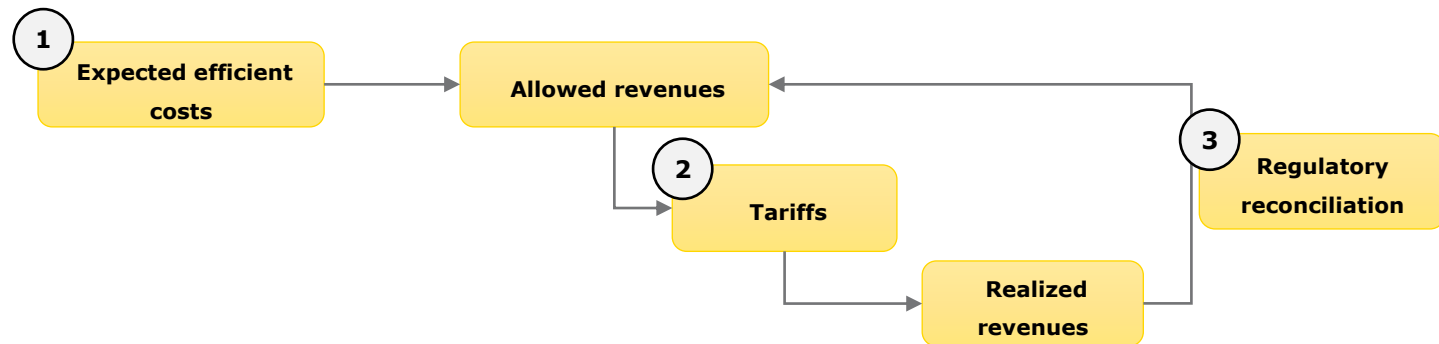 1
Expected efficient
costs
Allowed revenues
2
Tariffs
3
Regulatory
reconciliation
Realized
revenues